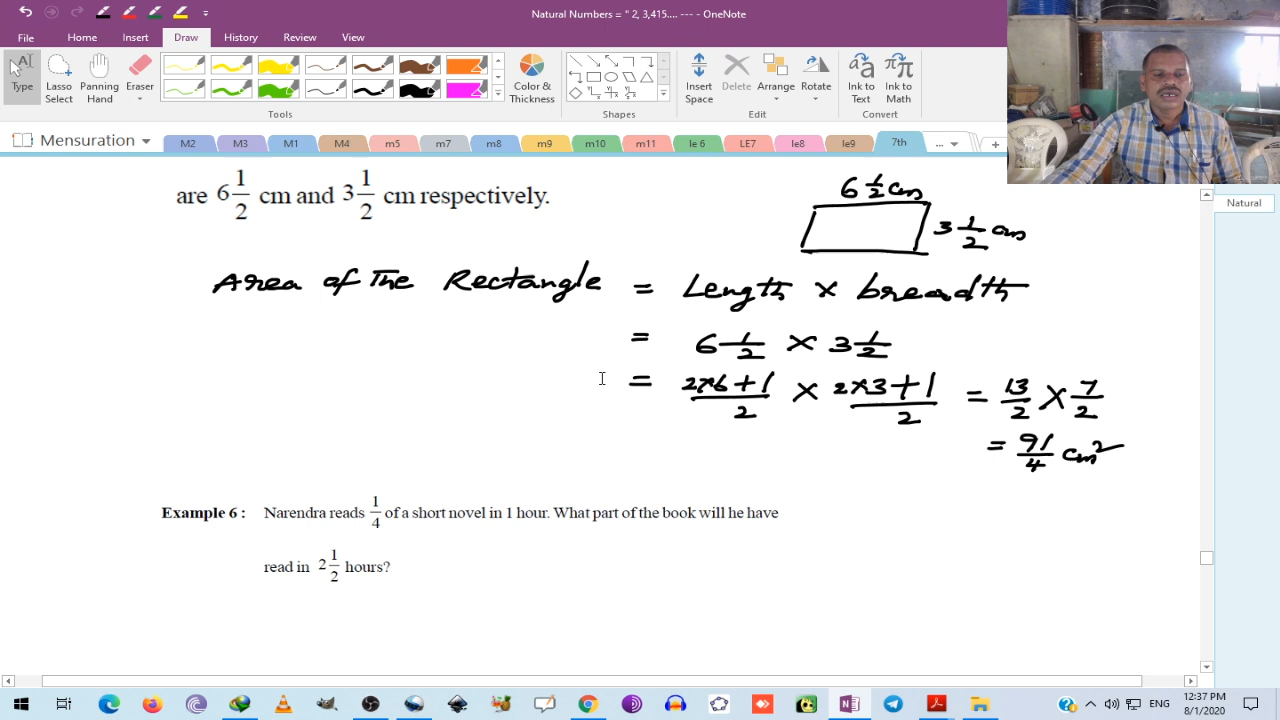 Natural Numbers = " 2, 3,415.... --- - OneNote
File Home Insert Draw History Review View
Type
Lasso Select
Panning Hand
Eraser
Color & Thickness
Insert Space
Delete
Arrange
Rotate
Ink to Text
Ink to Math
Tools Shapes Edit Convert
Mensuration M2 M3 M1 M4 m5 m7 m8 m9 m10 m11 le 6 LE7 le8 le9 7th ...
Natural
are 6 1/2 cm and 3 1/2 cm respectively.
6 1/2 cm
3 1/2 cm
Area of The Rectangle = Length × breadth
= 6 1/2 × 3 1/2
= 2×6+1/2 × 2×3+1/2 = 13/2 × 7/2
= 91/4 cm²
Example 6 : Narendra reads 1/4 of a short novel in 1 hour. What part of the book will he have
read in 2 1/2 hours?
ENG
12:37 PM
8/1/2020